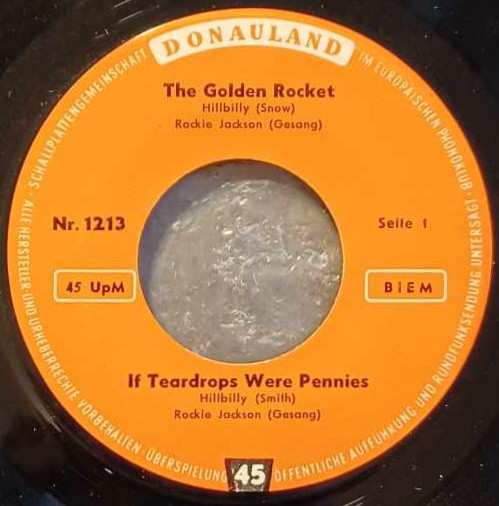 DONAULAND
SCHALLPLATTENGEMEINSCHAFT
IM EUROPÄISCHEN PHONOKLUB
The Golden Rocket
Hillbilly (Snow)
Rockie Jackson (Gesang)
Nr. 1213
Seite 1
45 UpM
BIEM
If Teardrops Were Pennies
Hillbilly (Smith)
Rockie Jackson (Gesang)
· ALLE HERSTELLER- UND URHEBERRECHTE VORBEHALTEN · ÜBERSPIELUNG
45
ÖFFENTLICHE AUFFÜHRUNG UND RUNDFUNKSENDUNG UNTERSAGT ·